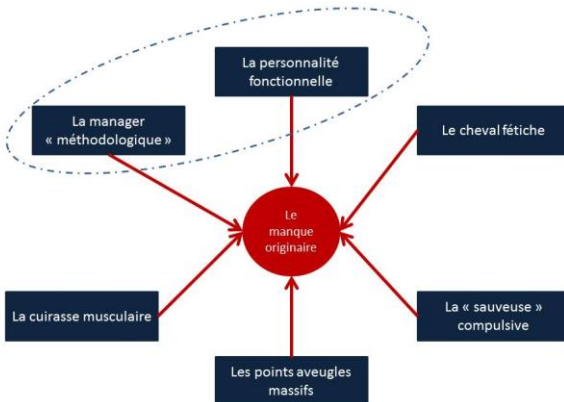 La personnalité
fonctionnelle
La manager
« méthodologique »
Le cheval fétiche
Le
manque
originaire
La cuirasse musculaire
La « sauveuse »
compulsive
Les points aveugles
massifs